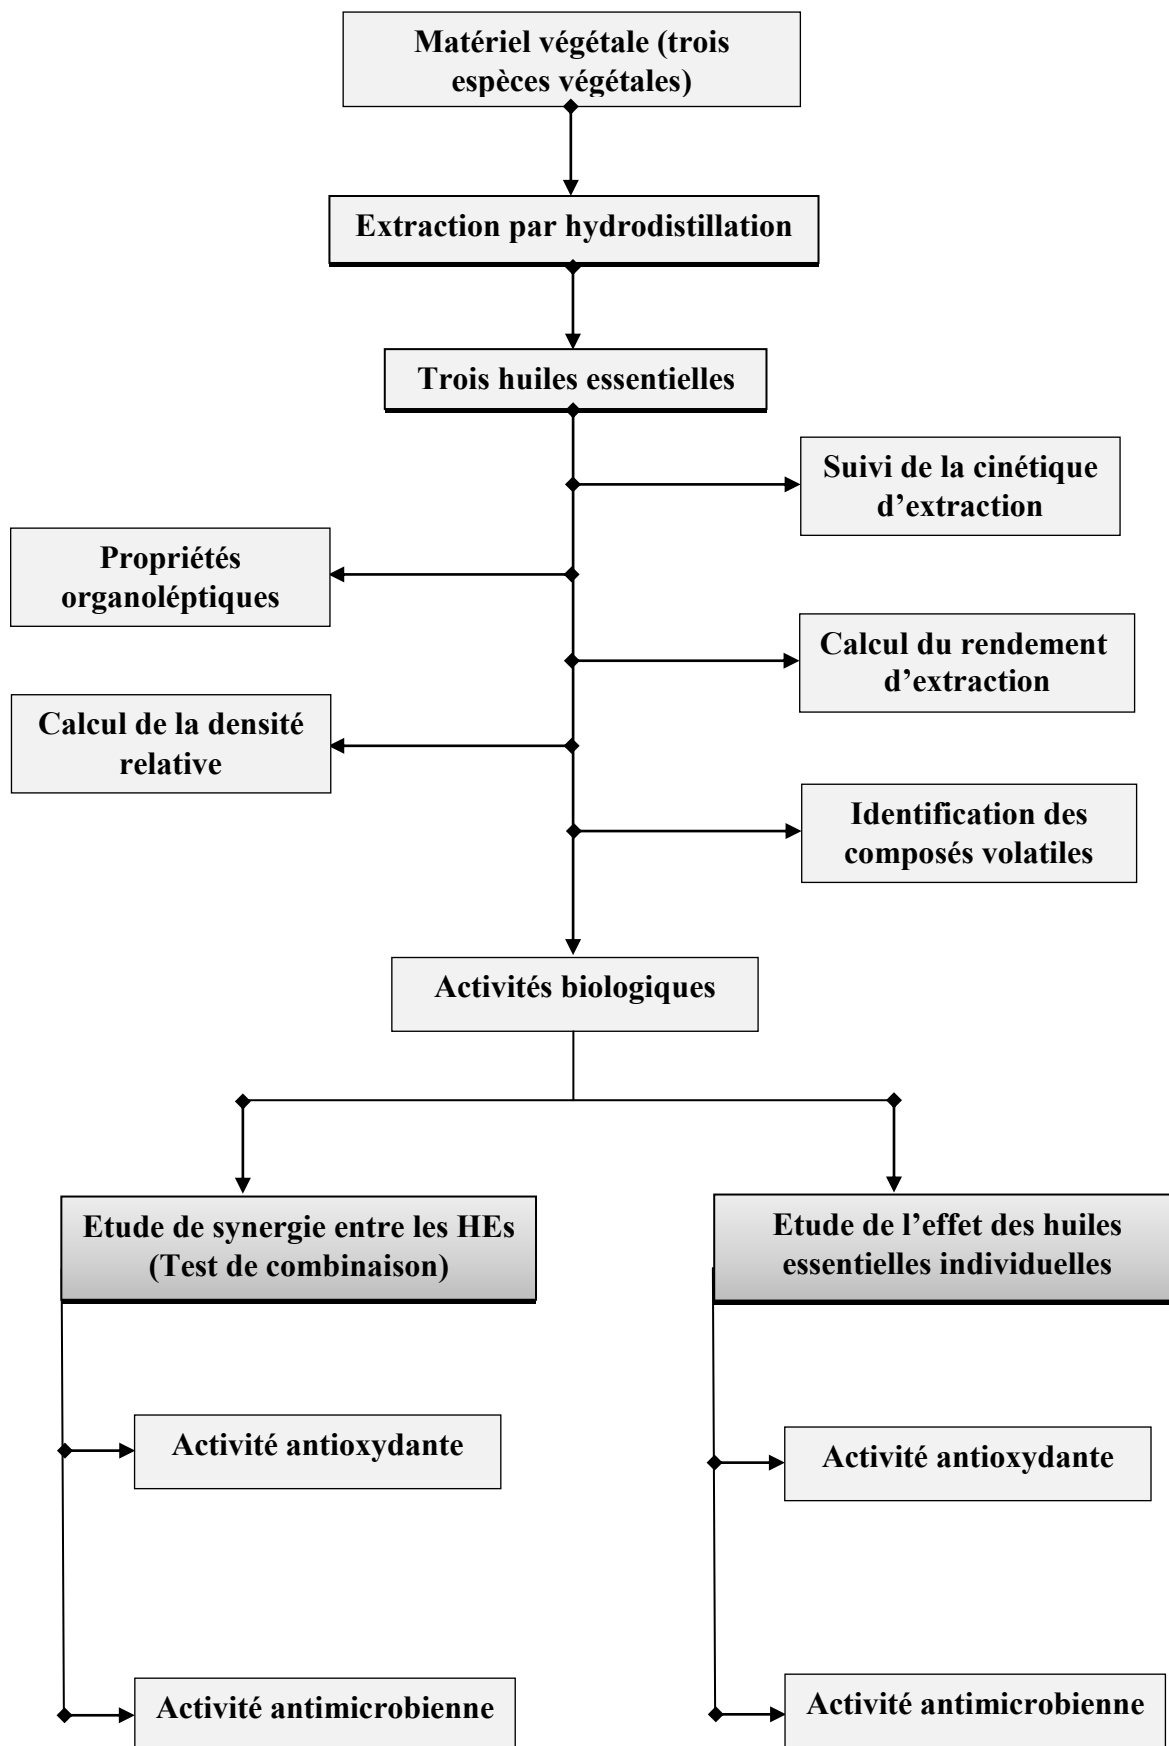 Matériel végétale (trois
espèces végétales)
Extraction par hydrodistillation
Trois huiles essentielles
Suivi de la cinétique
d’extraction
Propriétés
organoléptiques
Calcul du rendement
d’extraction
Calcul de la densité
relative
Identification des
composés volatiles
Activités biologiques
Etude de synergie entre les HEs
(Test de combinaison)
Etude de l’effet des huiles
essentielles individuelles
Activité antioxydante
Activité antioxydante
Activité antimicrobienne
Activité antimicrobienne